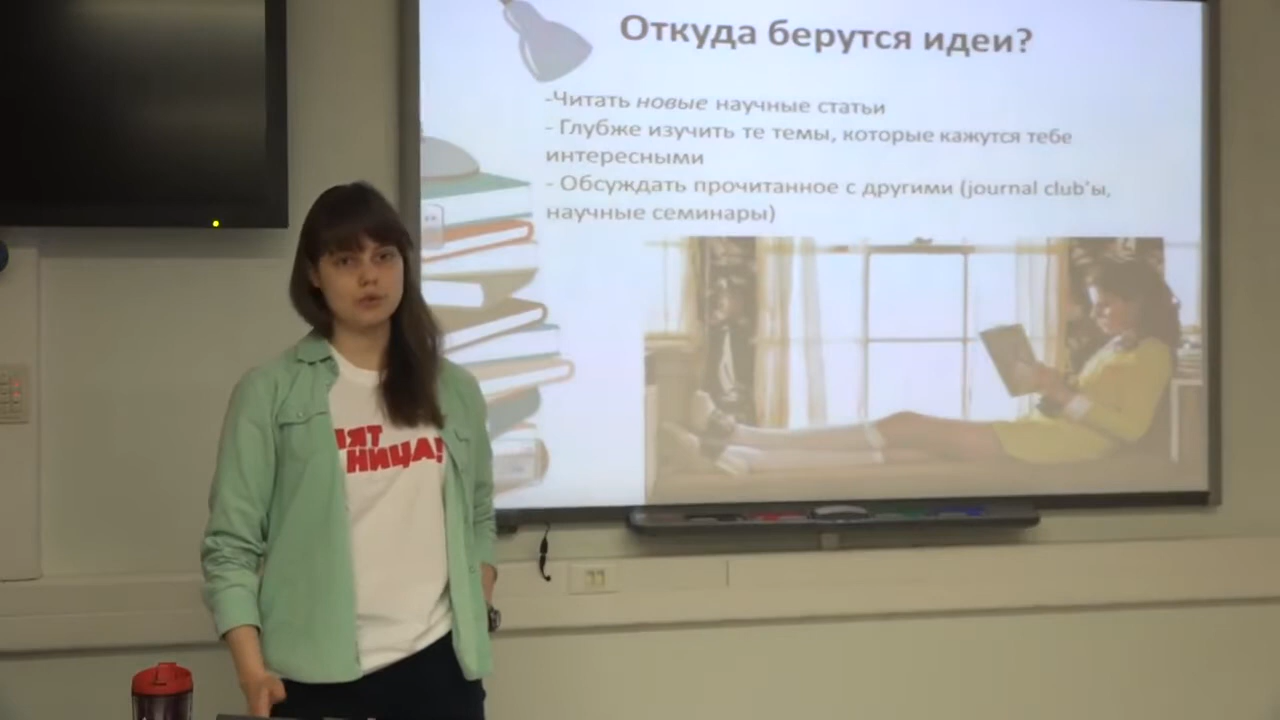 Откуда берутся идеи?
-Читать новые научные статьи
- Глубже изучить те темы, которые кажутся тебе
интересными
- Обсуждать прочитанное с другими (journal club'ы,
научные семинары)
ЯТ
НИЦА!